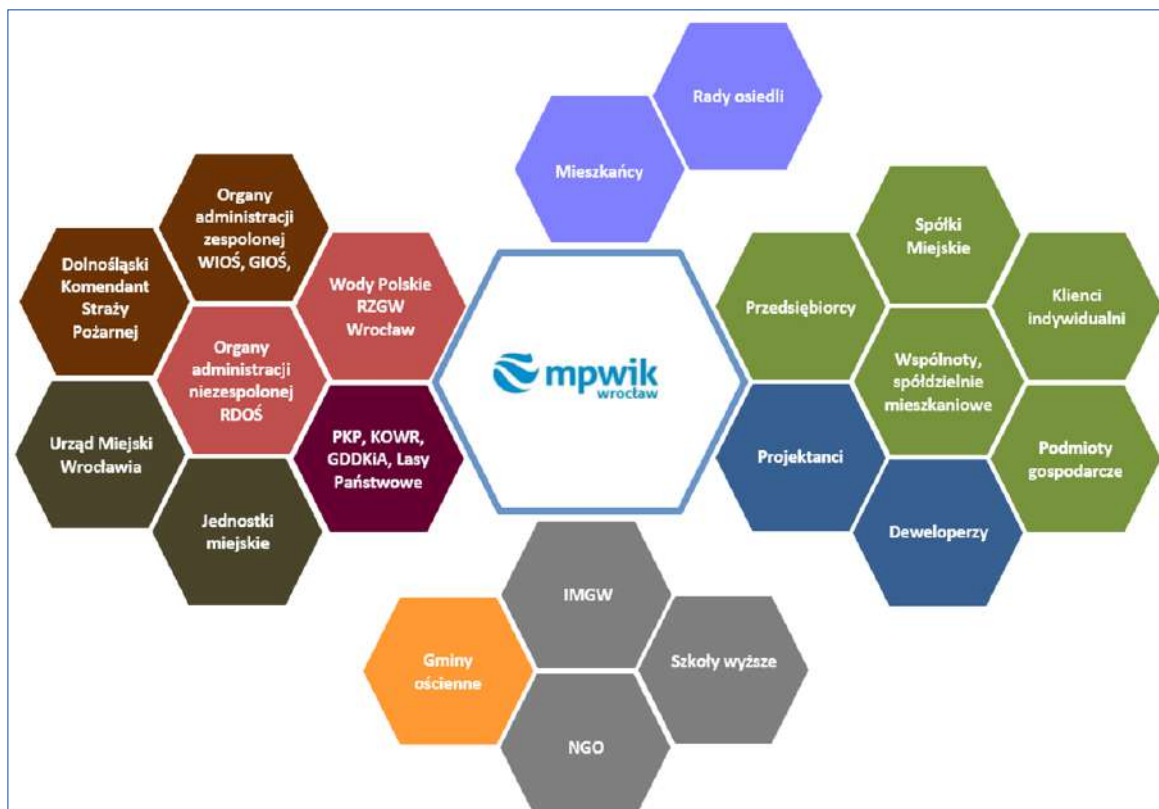 Rady osiedli
Mieszkańcy
Organy
administracji
zespolonej
WIOŚ, GIOŚ,
Dolnośląski
Komendant
Straży
Pożarnej
Wody Polskie
RZGW
Wrocław
Organy
administracji
niezespolonej
RDOŚ
Urząd Miejski
Wrocławia
PKP, KOWR,
GDDKiA, Lasy
Państwowe
Jednostki
miejskie
mpwik
wrocław
Spółki
Miejskie
Przedsiębiorcy
Klienci
indywidualni
Wspólnoty,
spółdzielnie
mieszkaniowe
Projektanci
Podmioty
gospodarcze
Deweloperzy
IMGW
Gminy
ościenne
Szkoły wyższe
NGO